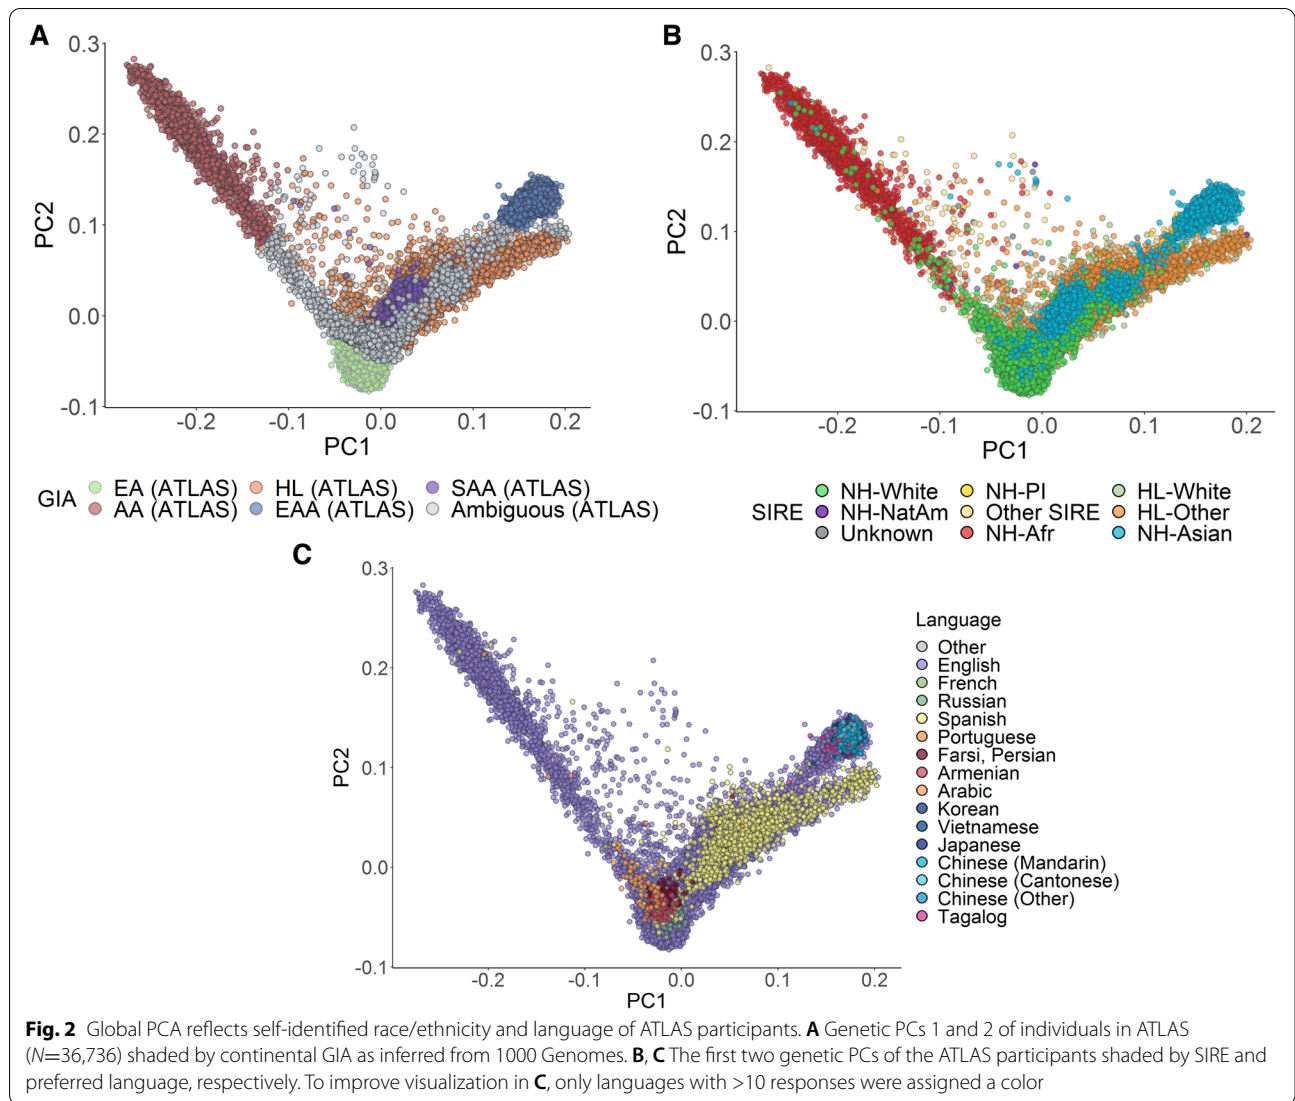 A
B
0.3
0.2
0.1
0.0
-0.1
PC2
-0.2
-0.1
0.0
0.1
0.2
PC1
0.3
0.2
0.1
0.0
-0.1
PC2
-0.2
-0.1
0.0
0.1
0.2
PC1
GIA
EA (ATLAS)
HL (ATLAS)
SAA (ATLAS)
AA (ATLAS)
EAA (ATLAS)
Ambiguous (ATLAS)
SIRE
NH-White
NH-PI
HL-White
NH-NatAm
Other SIRE
HL-Other
Unknown
NH-Afr
NH-Asian
C
0.3
0.2
0.1
0.0
-0.1
PC2
-0.2
-0.1
0.0
0.1
0.2
PC1
Language
Other
English
French
Russian
Spanish
Portuguese
Farsi, Persian
Armenian
Arabic
Korean
Vietnamese
Japanese
Chinese (Mandarin)
Chinese (Cantonese)
Chinese (Other)
Tagalog
Fig. 2 Global PCA reflects self-identified race/ethnicity and language of ATLAS participants. A Genetic PCs 1 and 2 of individuals in ATLAS
(N=36,736) shaded by continental GIA as inferred from 1000 Genomes. B, C The first two genetic PCs of the ATLAS participants shaded by SIRE and
preferred language, respectively. To improve visualization in C, only languages with >10 responses were assigned a color